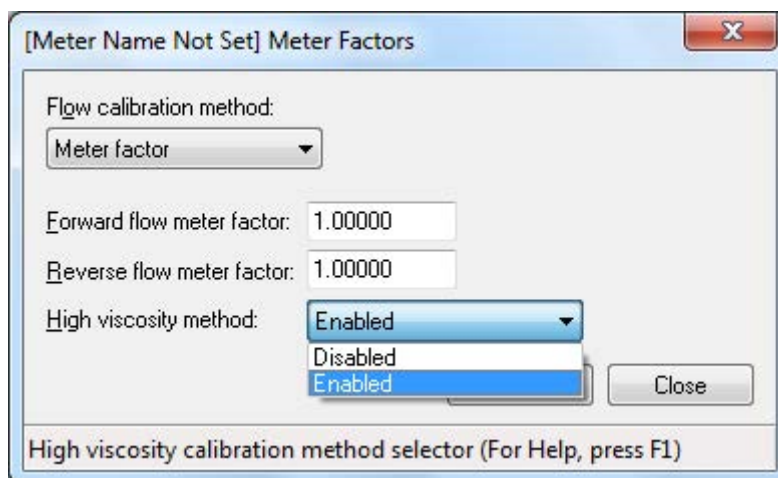 [Meter Name Not Set] Meter Factors
Flow calibration method:
Meter factor
Forward flow meter factor: 1.00000
Reverse flow meter factor: 1.00000
High viscosity method: Enabled
Disabled
Enabled
Close
High viscosity calibration method selector (For Help, press F1)